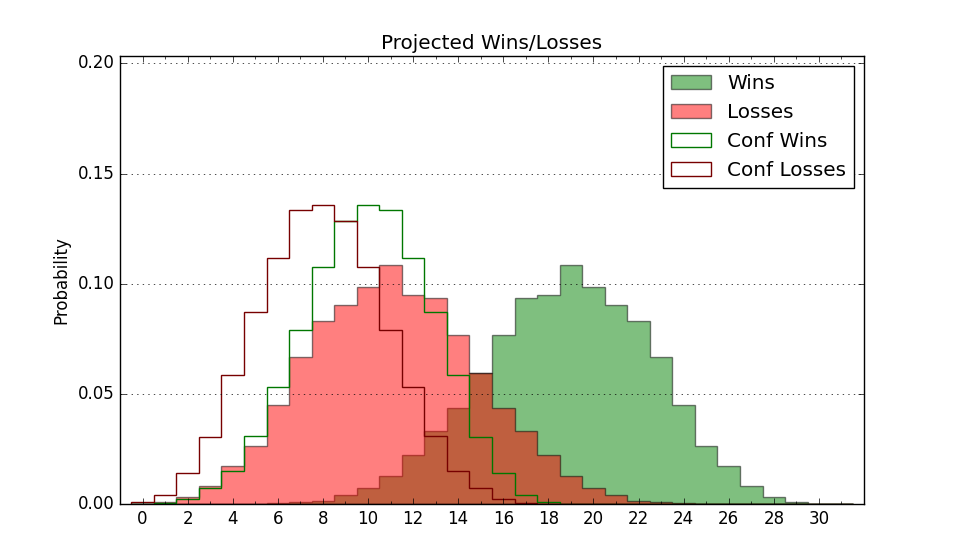 Projected Wins/Losses
Wins
Losses
Conf Wins
Conf Losses
Probability
0.20
0.15
0.10
0.05
0.00
0 2 4 6 8 10 12 14 16 18 20 22 24 26 28 30